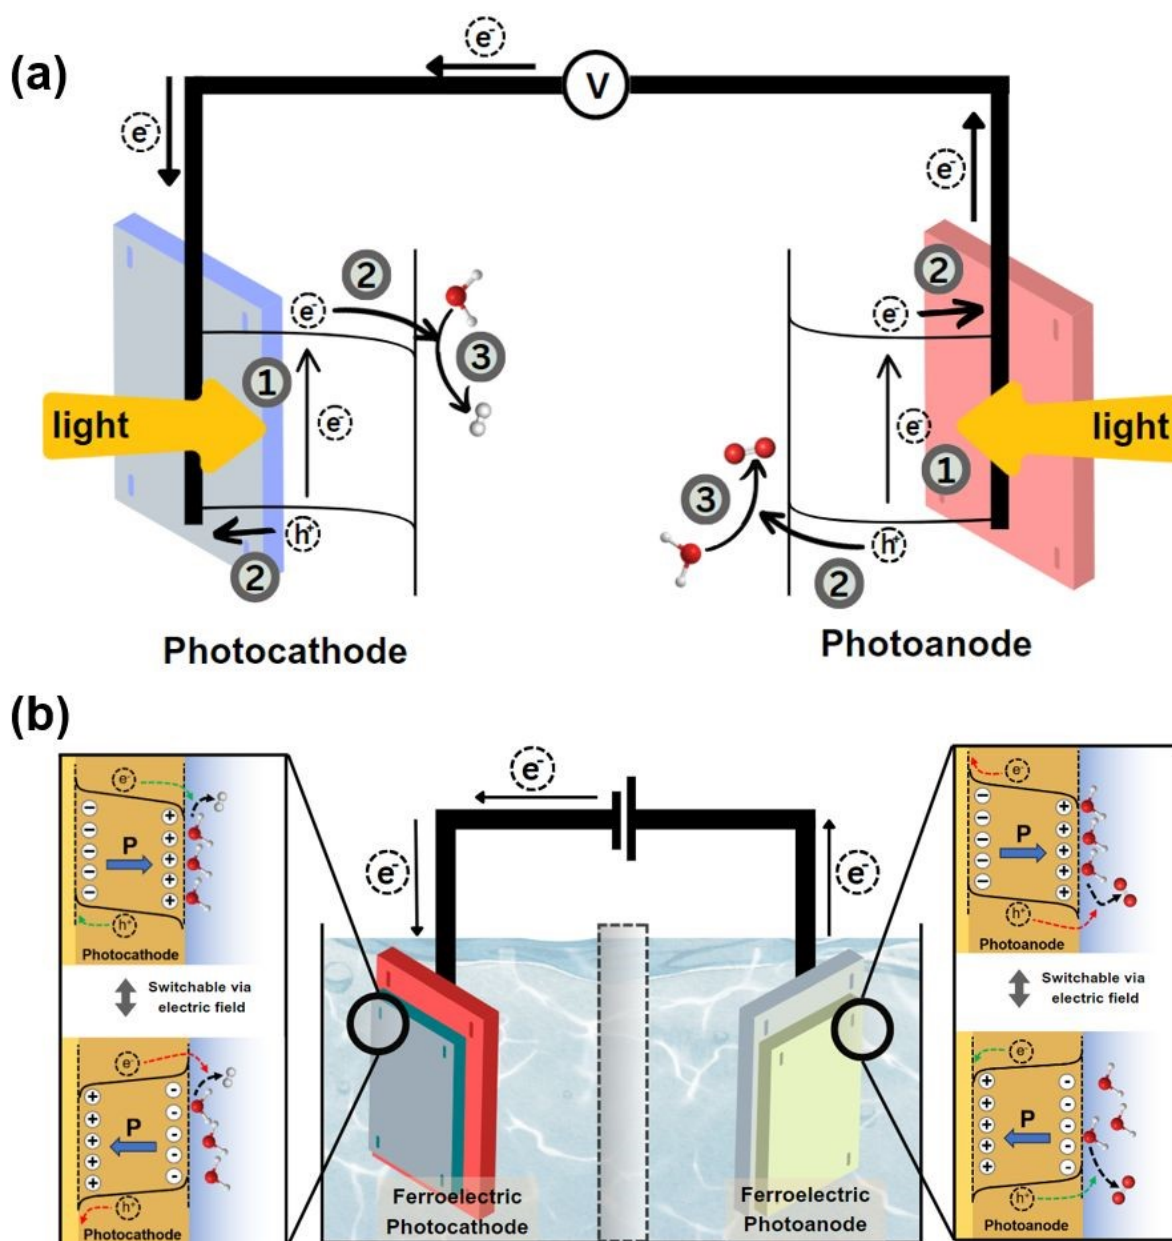 (a)
e⁻
V
e⁻
e⁻
2
2
e⁻
e⁻
3
1
light
light
e⁻
e⁻
1
3
h⁺
h⁺
2
2
Photocathode
Photoanode
(b)
e⁻
e⁻
e⁻
e⁻
− +
− +
− +
− +
− +
P
h⁺
Photocathode
Switchable via
electric field
e⁻
+ -
+ -
+ -
+ -
+ -
P
h⁺
Photocathode
e⁻
− +
− +
− +
− +
− +
P
h⁺
Photoanode
Switchable via
electric field
e⁻
+ -
+ -
+ -
+ -
+ -
P
h⁺
Photoanode
Ferroelectric
Photocathode
Ferroelectric
Photoanode